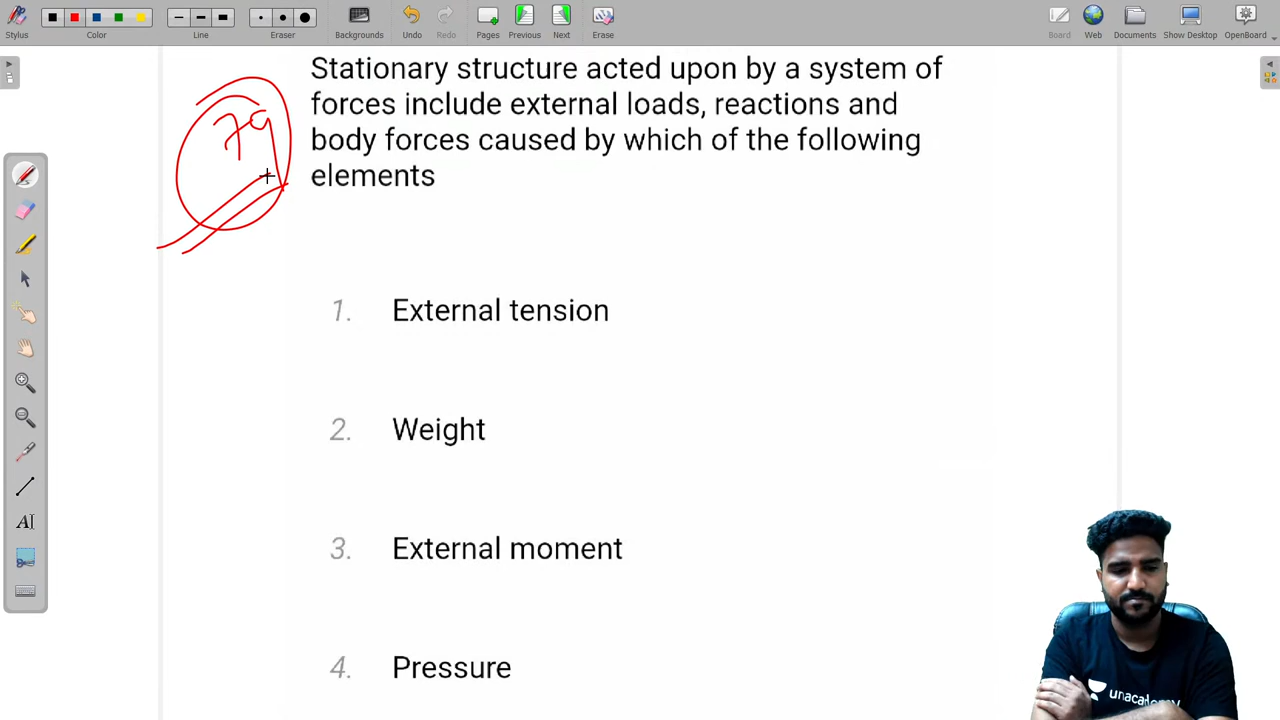 Stylus
Color
Line
Eraser
Backgrounds
Undo
Redo
Pages
Previous
Next
Erase
Board
Web
Documents
Show Desktop
OpenBoard
79
Stationary structure acted upon by a system of
forces include external loads, reactions and
body forces caused by which of the following
elements
1. External tension
2. Weight
3. External moment
4. Pressure
AI
unacademy